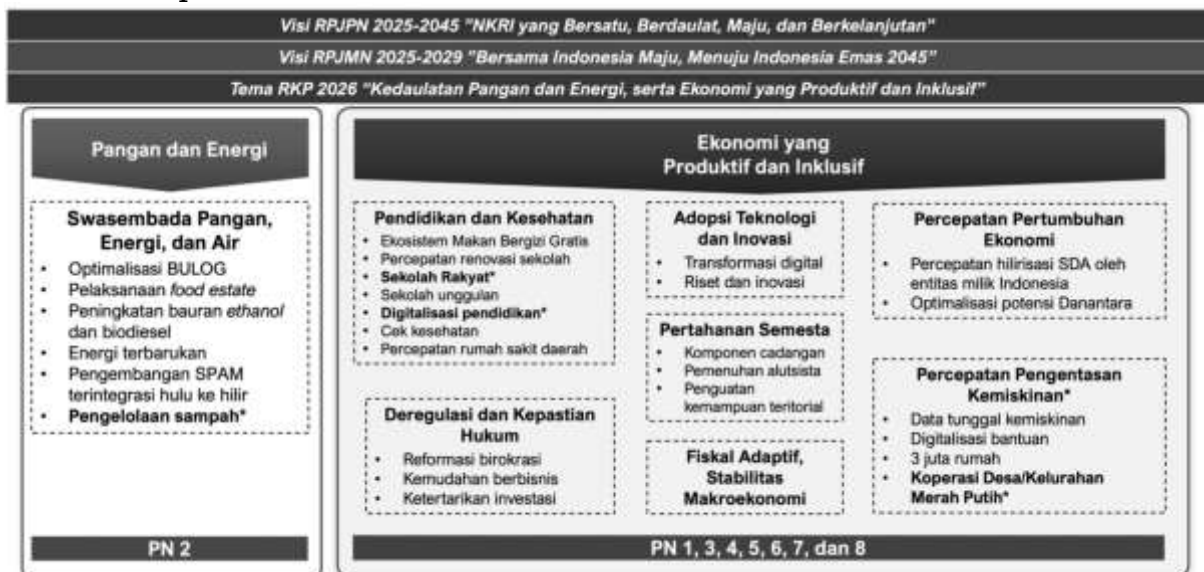 Visi RPJPN 2025-2045 "NKRI yang Bersatu, Berdaulat, Maju, dan Berkelanjutan"
Visi RPJMN 2025-2029 "Bersama Indonesia Maju, Menuju Indonesia Emas 2045"
Tema RKP 2026 "Kedaulatan Pangan dan Energi, serta Ekonomi yang Produktif dan Inklusif"
Pangan dan Energi
Swasembada Pangan,
Energi, dan Air
• Optimalisasi BULOG
• Pelaksanaan food estate
• Peningkatan bauran ethanol
dan biodiesel
• Energi terbarukan
• Pengembangan SPAM
terintegrasi hulu ke hilir
• Pengelolaan sampah*
PN 2
Ekonomi yang
Produktif dan Inklusif
Pendidikan dan Kesehatan
• Ekosistem Makan Bergizi Gratis
• Percepatan renovasi sekolah
• Sekolah Rakyat*
• Sekolah unggulan
• Digitalisasi pendidikan*
• Cek kesehatan
• Percepatan rumah sakit daerah
Deregulasi dan Kepastian
Hukum
• Reformasi birokrasi
• Kemudahan berbisnis
• Ketertarikan investasi
Adopsi Teknologi
dan Inovasi
• Transformasi digital
• Riset dan inovasi
Pertahanan Semesta
• Komponen cadangan
• Pemenuhan alutsista
• Penguatan
kemampuan teritorial
Fiskal Adaptif,
Stabilitas
Makroekonomi
Percepatan Pertumbuhan
Ekonomi
• Percepatan hilirisasi SDA oleh
entitas milik Indonesia
• Optimalisasi potensi Danantara
Percepatan Pengentasan
Kemiskinan*
• Data tunggal kemiskinan
• Digitalisasi bantuan
• 3 juta rumah
• Koperasi Desa/Kelurahan
Merah Putih*
PN 1, 3, 4, 5, 6, 7, dan 8